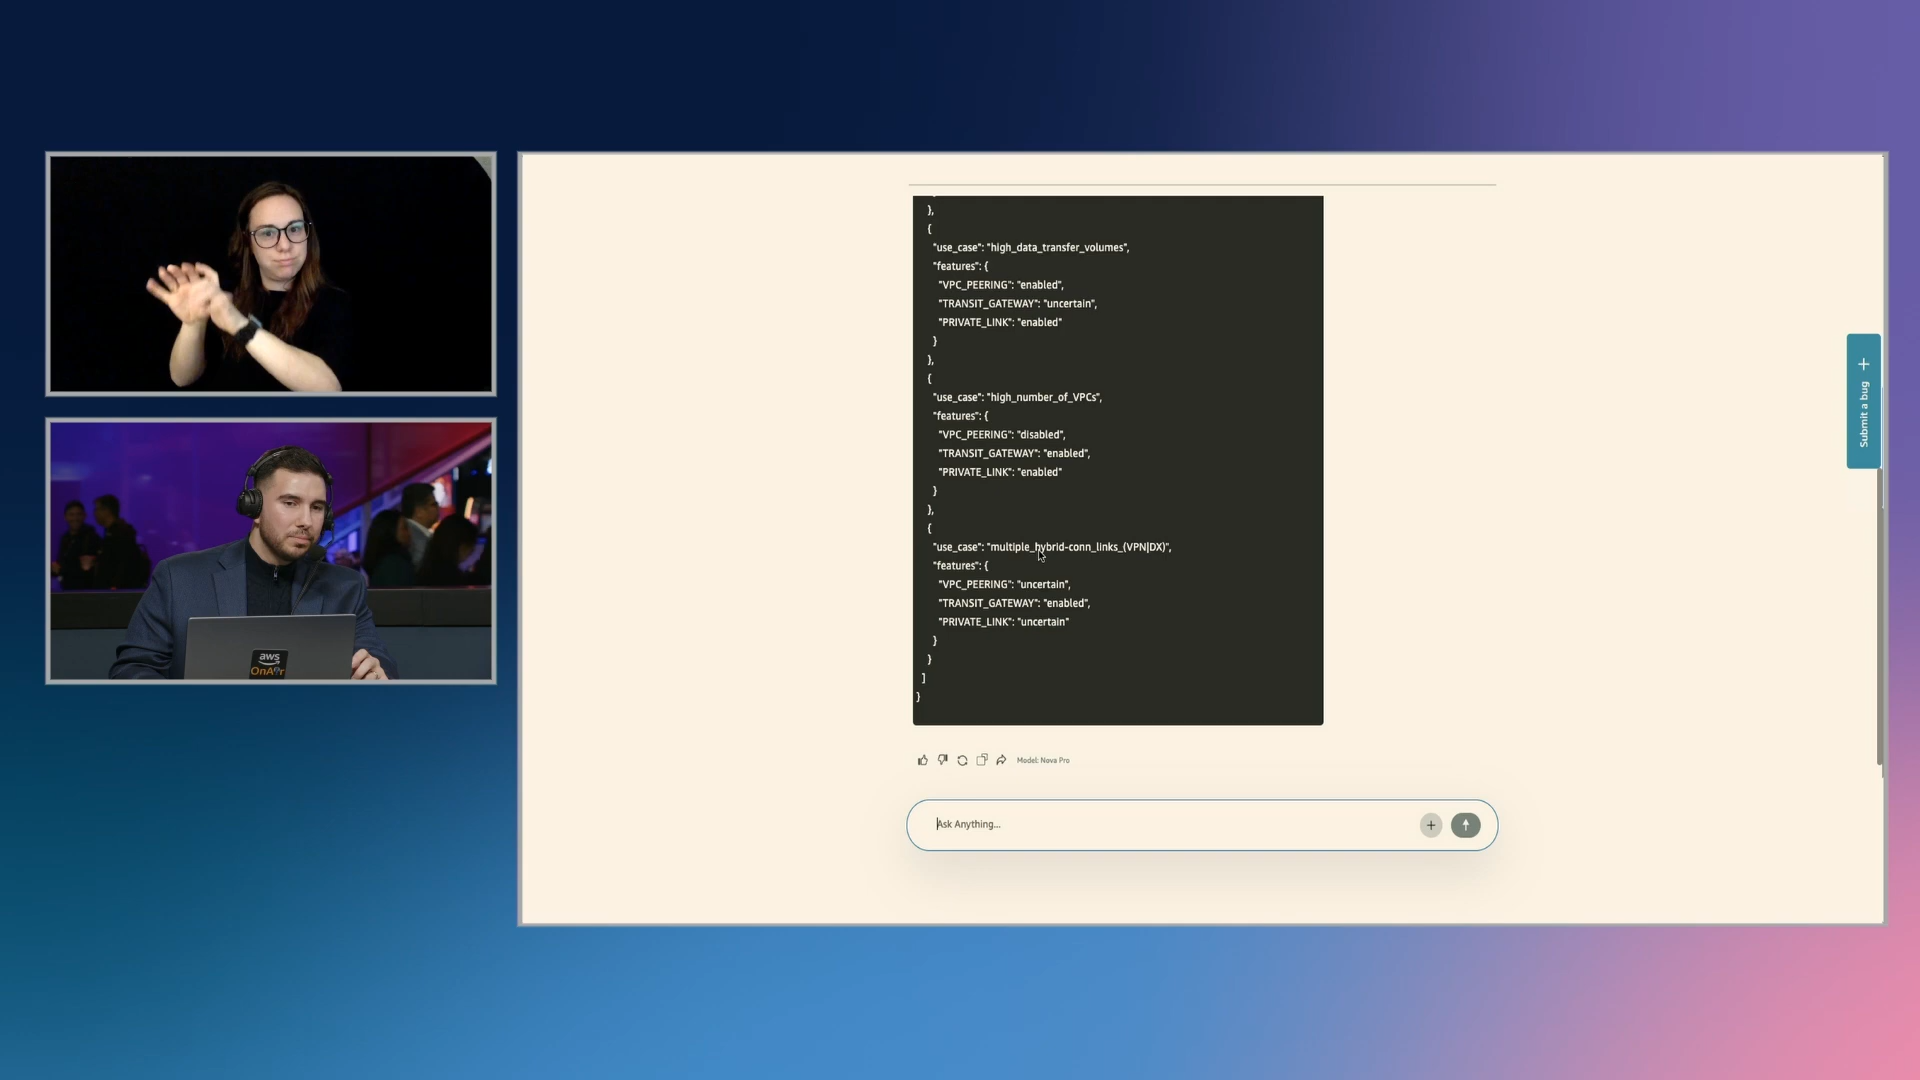 },
{
"use_case": "high_data_transfer_volumes",
"features": {
"VPC_PEERING": "enabled",
"TRANSIT_GATEWAY": "uncertain",
"PRIVATE_LINK": "enabled"
}
},
{
"use_case": "high_number_of_VPCs",
"features": {
"VPC_PEERING": "disabled",
"TRANSIT_GATEWAY": "enabled",
"PRIVATE_LINK": "enabled"
}
},
{
"use_case": "multiple_hybrid-conn_links_(VPN|DX)",
"features": {
"VPC_PEERING": "uncertain",
"TRANSIT_GATEWAY": "enabled",
"PRIVATE_LINK": "uncertain"
}
}
]
}
Model: Nova Pro
Ask Anything...
Submit a bug +
aws
OnAir